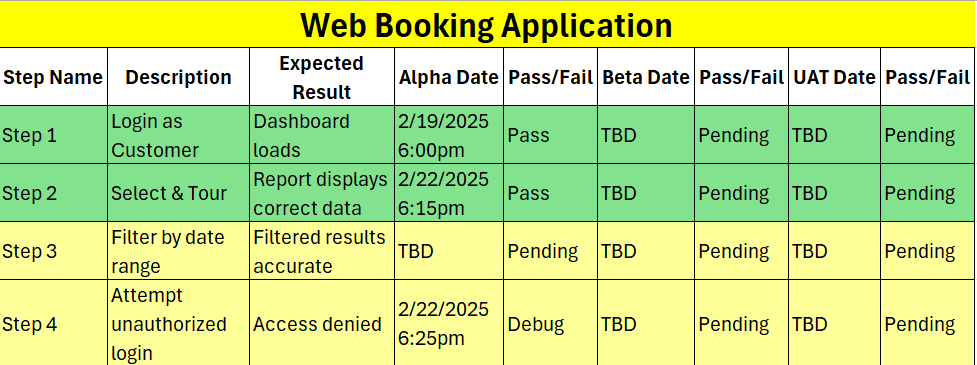 Web Booking Application
Step Name Description Expected Result Alpha Date Pass/Fail Beta Date Pass/Fail UAT Date Pass/Fail
Step 1 Login as Customer Dashboard loads 2/19/2025 6:00pm Pass TBD Pending TBD Pending
Step 2 Select & Tour Report displays correct data 2/22/2025 6:15pm Pass TBD Pending TBD Pending
Step 3 Filter by date range Filtered results accurate TBD Pending TBD Pending TBD Pending
Step 4 Attempt unauthorized login Access denied 2/22/2025 6:25pm Debug TBD Pending TBD Pending